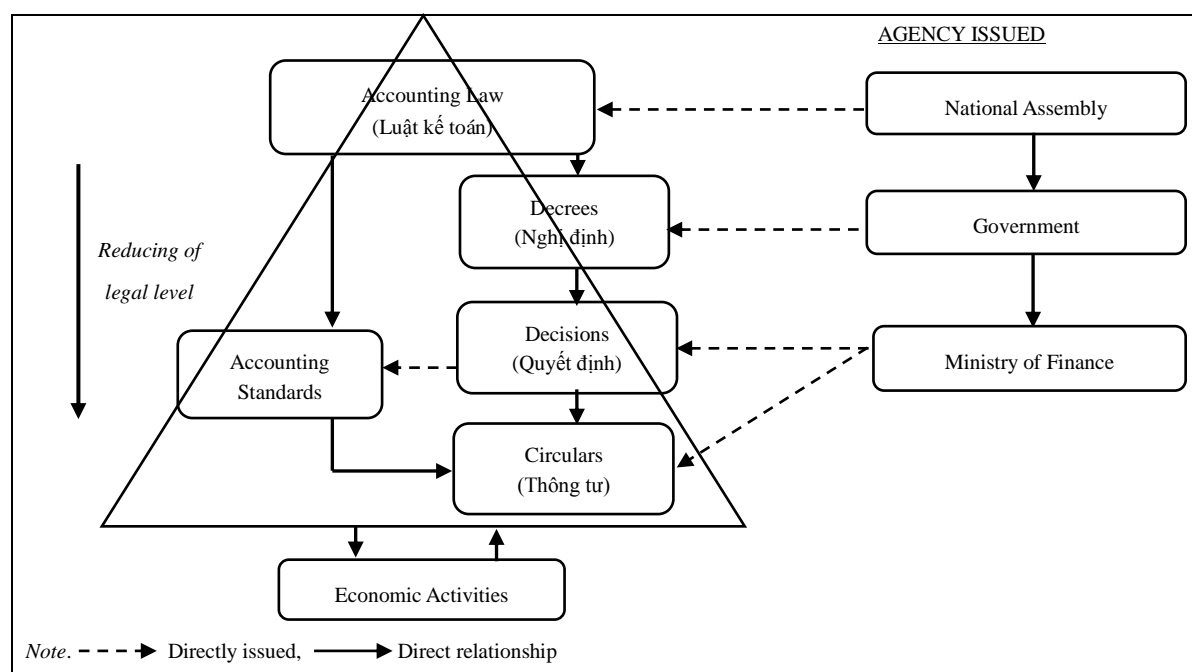 AGENCY ISSUED
Accounting Law
(Luật kế toán)
National Assembly
Decrees
(Nghị định)
Government
Reducing of
legal level
Accounting
Standards
Decisions
(Quyết định)
Ministry of Finance
Circulars
(Thông tư)
Economic Activities
Note. Directly issued, Direct relationship